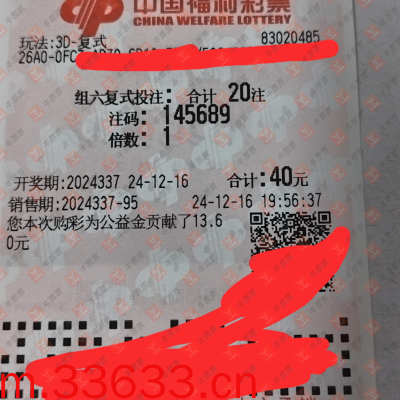 中国福利彩票
CHINA WELFARE LOTTERY
玩法:3D-复式 83020485
组六复式投注: 合计 20注
注码: 145689
倍数: 1
开奖期:2024337 24-12-16 合计:40元
销售期:2024337-95 24-12-16 19:56:37
您本次购彩为公益金贡献了13.6
0元
m.33633.cn